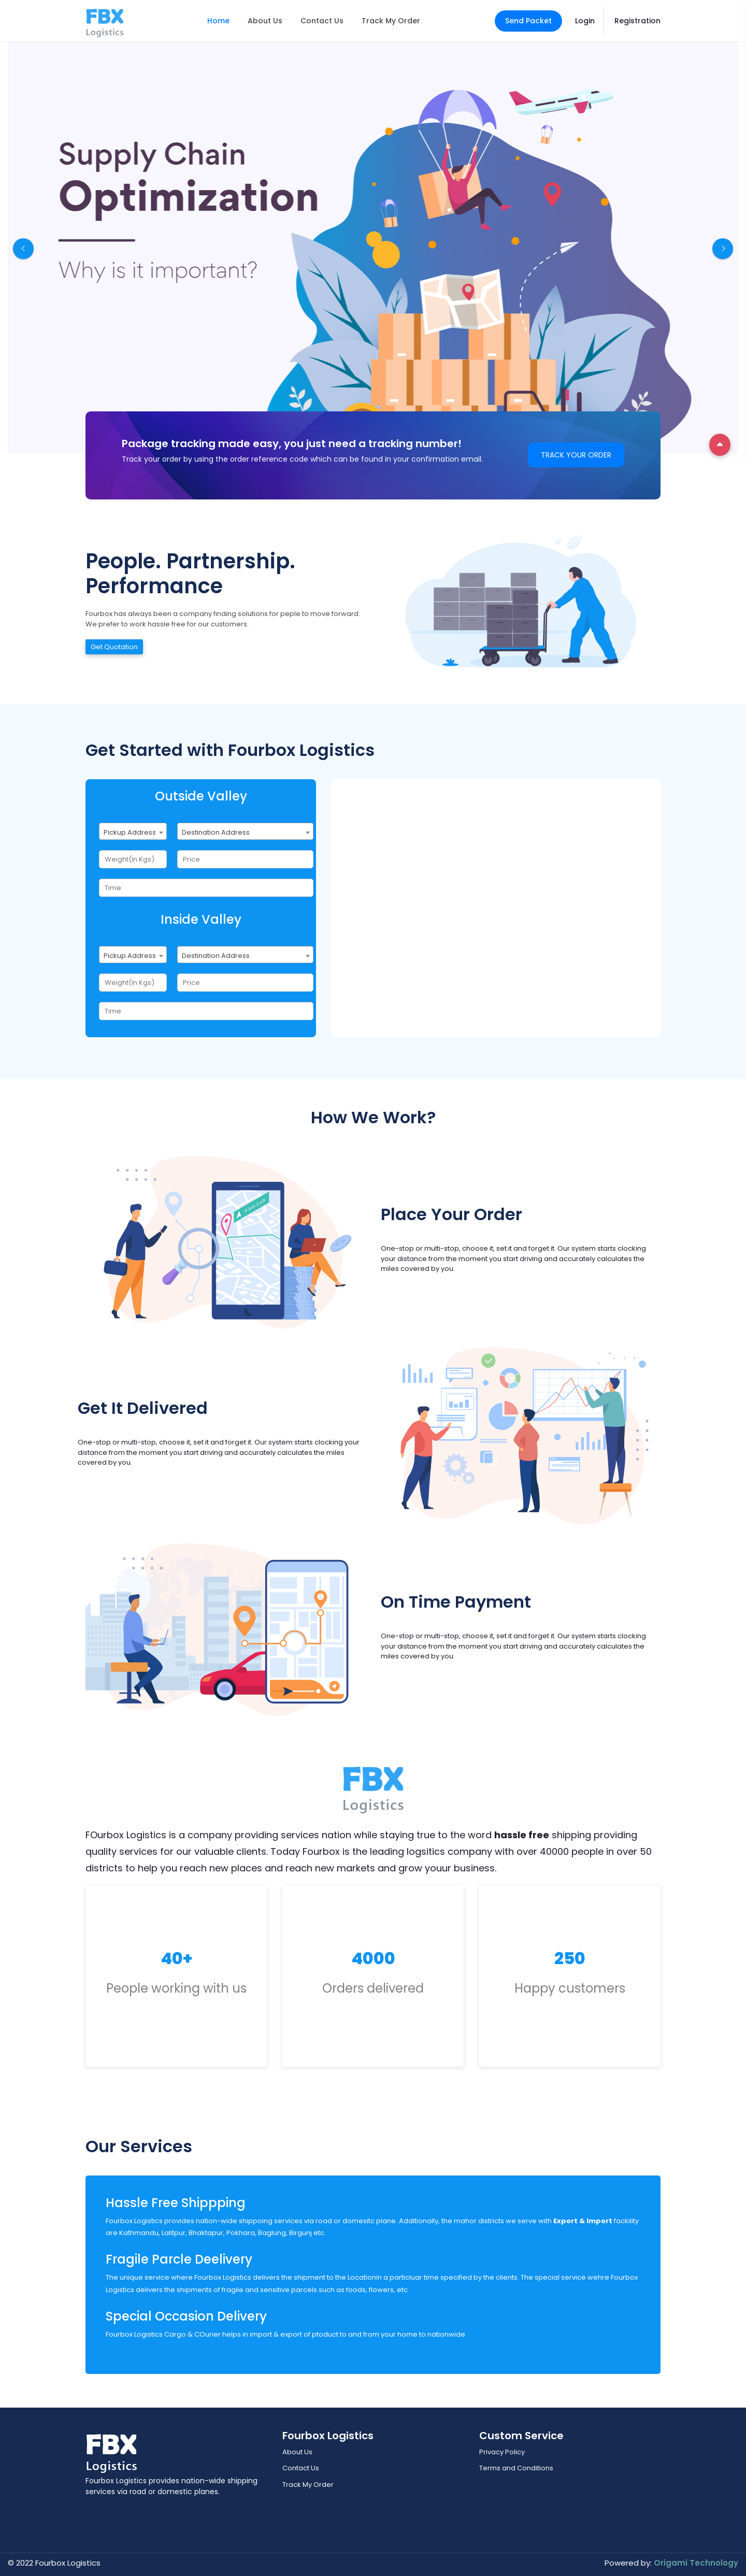 FBX
Logistics
Home
About Us
Contact Us
Track My Order
Send Packet
Login
Registration
Supply Chain
Optimization
Why is it important?
Package tracking made easy, you just need a tracking number!
Track your order by using the order reference code which can be found in your confirmation email.
TRACK YOUR ORDER
People. Partnership.
Performance
Fourbox has always been a company finding solutions for peple to move forward.
We prefer to work hassle free for our customers.
Get Quotation
Get Started with Fourbox Logistics
Outside Valley
Pickup Address
Destination Address
Weight(In Kgs)
Price
Time
Inside Valley
Pickup Address
Destination Address
Weight(In Kgs)
Price
Time
How We Work?
Place Your Order
One-stop or multi-stop, choose it, set it and forget it. Our system starts clocking
your distance from the moment you start driving and accurately calculates the
miles covered by you.
Get It Delivered
One-stop or multi-stop, choose it, set it and forget it. Our system starts clocking your
distance from the moment you start driving and accurately calculates the miles
covered by you.
On Time Payment
One-stop or multi-stop, choose it, set it and forget it. Our system starts clocking
your distance from the moment you start driving and accurately calculates the
miles covered by you.
FBX
Logistics
FOurbox Logistics is a company providing services nation while staying true to the word hassle free shipping providing
quality services for our valuable clients. Today Fourbox is the leading logsitics company with over 40000 people in over 50
districts to help you reach new places and reach new markets and grow youur business.
40+
People working with us
4000
Orders delivered
250
Happy customers
Our Services
Hassle Free Shippping
Fourbox Logistics provides nation-wide shippoing services via road or domesitc plane. Additionally, the mahor districts we serve with Export & Import fackility
are Kathmandu, Lalitpur, Bhaktapur, Pokhara, Baglung, Birgunj etc.
Fragile Parcle Deelivery
The unique service where Fourbox Logistics delivers the shipment to the Locationin a particluar time specified by the clients. The special service wehre Fourbox
Logistics delivers the shipments of fragile and sensitive parcels such as foods, flowers, etc.
Special Occasion Delivery
Fourbox Logistics Cargo & COurier helps in import & export of ptoduct to and from your home to nationwide.
FBX
Logistics
Fourbox Logistics provides nation-wide shipping
services via road or domestic planes.
Fourbox Logistics
About Us
Contact Us
Track My Order
Custom Service
Privacy Policy
Terms and Conditions
© 2022 Fourbox Logistics
Powered by: Origami Technology